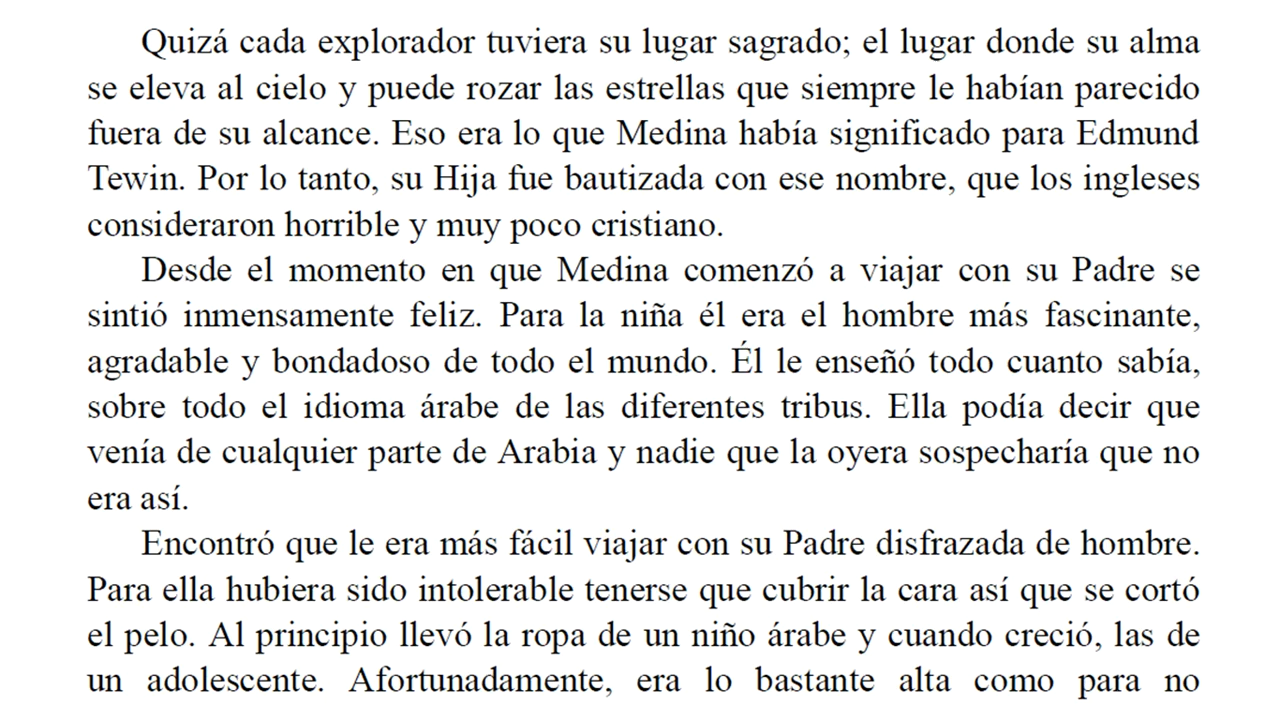 Quizá cada explorador tuviera su lugar sagrado; el lugar donde su alma
se eleva al cielo y puede rozar las estrellas que siempre le habían parecido
fuera de su alcance. Eso era lo que Medina había significado para Edmund
Tewin. Por lo tanto, su Hija fue bautizada con ese nombre, que los ingleses
consideraron horrible y muy poco cristiano.
Desde el momento en que Medina comenzó a viajar con su Padre se
sintió inmensamente feliz. Para la niña él era el hombre más fascinante,
agradable y bondadoso de todo el mundo. Él le enseñó todo cuanto sabía,
sobre todo el idioma árabe de las diferentes tribus. Ella podía decir que
venía de cualquier parte de Arabia y nadie que la oyera sospecharía que no
era así.
Encontró que le era más fácil viajar con su Padre disfrazada de hombre.
Para ella hubiera sido intolerable tenerse que cubrir la cara así que se cortó
el pelo. Al principio llevó la ropa de un niño árabe y cuando creció, las de
un adolescente. Afortunadamente, era lo bastante alta como para no